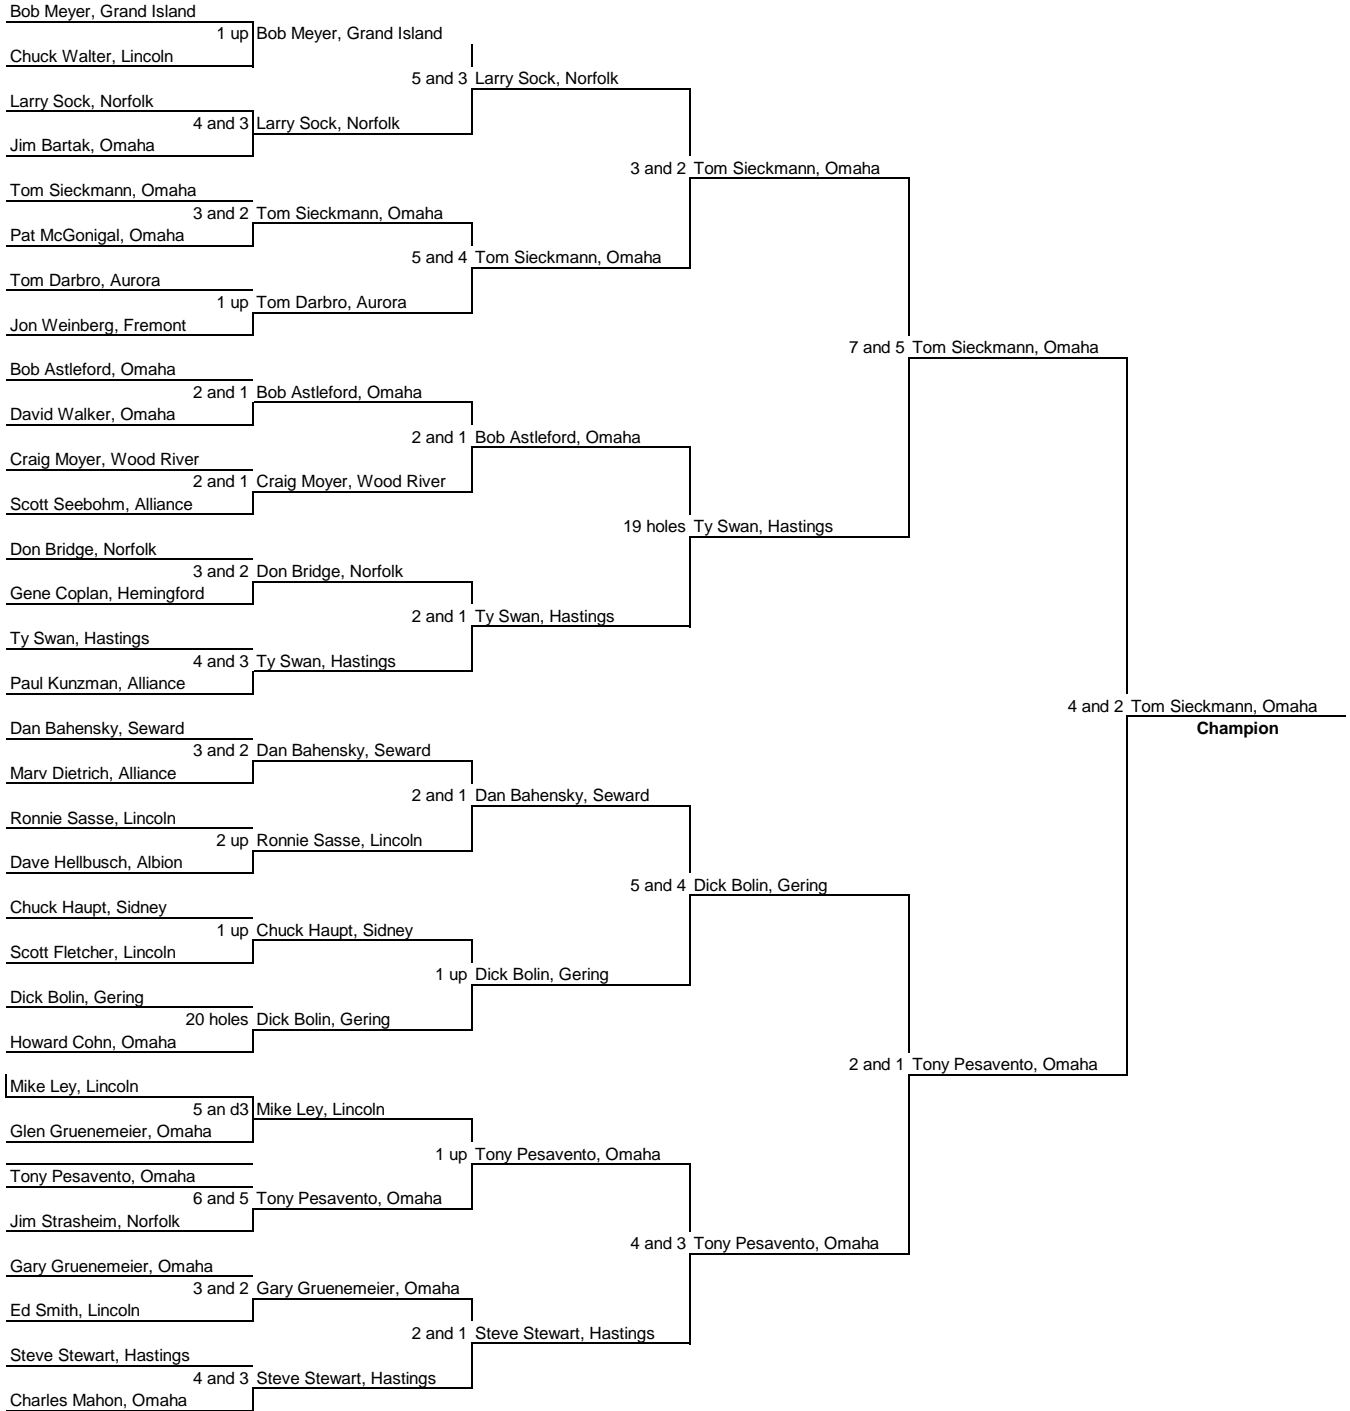 Bob Meyer, Grand Island
1 up Bob Meyer, Grand Island
Chuck Walter, Lincoln
5 and 3 Larry Sock, Norfolk
Larry Sock, Norfolk
4 and 3 Larry Sock, Norfolk
Jim Bartak, Omaha
3 and 2 Tom Sieckmann, Omaha
Tom Sieckmann, Omaha
3 and 2 Tom Sieckmann, Omaha
Pat McGonigal, Omaha
5 and 4 Tom Sieckmann, Omaha
Tom Darbro, Aurora
1 up Tom Darbro, Aurora
Jon Weinberg, Fremont
7 and 5 Tom Sieckmann, Omaha
Bob Astleford, Omaha
2 and 1 Bob Astleford, Omaha
David Walker, Omaha
2 and 1 Bob Astleford, Omaha
Craig Moyer, Wood River
2 and 1 Craig Moyer, Wood River
Scott Seebohm, Alliance
19 holes Ty Swan, Hastings
Don Bridge, Norfolk
3 and 2 Don Bridge, Norfolk
Gene Coplan, Hemingford
2 and 1 Ty Swan, Hastings
Ty Swan, Hastings
4 and 3 Ty Swan, Hastings
Paul Kunzman, Alliance
4 and 2 Tom Sieckmann, Omaha
Dan Bahensky, Seward
Champion
3 and 2 Dan Bahensky, Seward
Marv Dietrich, Alliance
2 and 1 Dan Bahensky, Seward
Ronnie Sasse, Lincoln
2 up Ronnie Sasse, Lincoln
Dave Hellbusch, Albion
5 and 4 Dick Bolin, Gering
Chuck Haupt, Sidney
1 up Chuck Haupt, Sidney
Scott Fletcher, Lincoln
1 up Dick Bolin, Gering
Dick Bolin, Gering
20 holes Dick Bolin, Gering
Howard Cohn, Omaha
2 and 1 Tony Pesavento, Omaha
Mike Ley, Lincoln
5 an d3 Mike Ley, Lincoln
Glen Gruenemeier, Omaha
1 up Tony Pesavento, Omaha
Tony Pesavento, Omaha
6 and 5 Tony Pesavento, Omaha
Jim Strasheim, Norfolk
4 and 3 Tony Pesavento, Omaha
Gary Gruenemeier, Omaha
3 and 2 Gary Gruenemeier, Omaha
Ed Smith, Lincoln
2 and 1 Steve Stewart, Hastings
Steve Stewart, Hastings
4 and 3 Steve Stewart, Hastings
Charles Mahon, Omaha